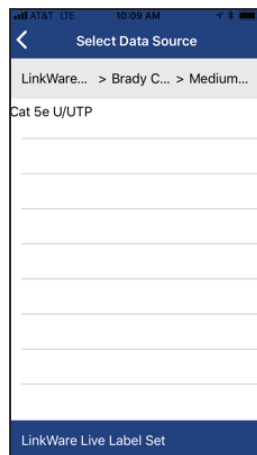 AT&T LTE 10:09 AM
Select Data Source
LinkWare... > Brady C... > Medium...
Cat 5e U/UTP
LinkWare Live Label Set